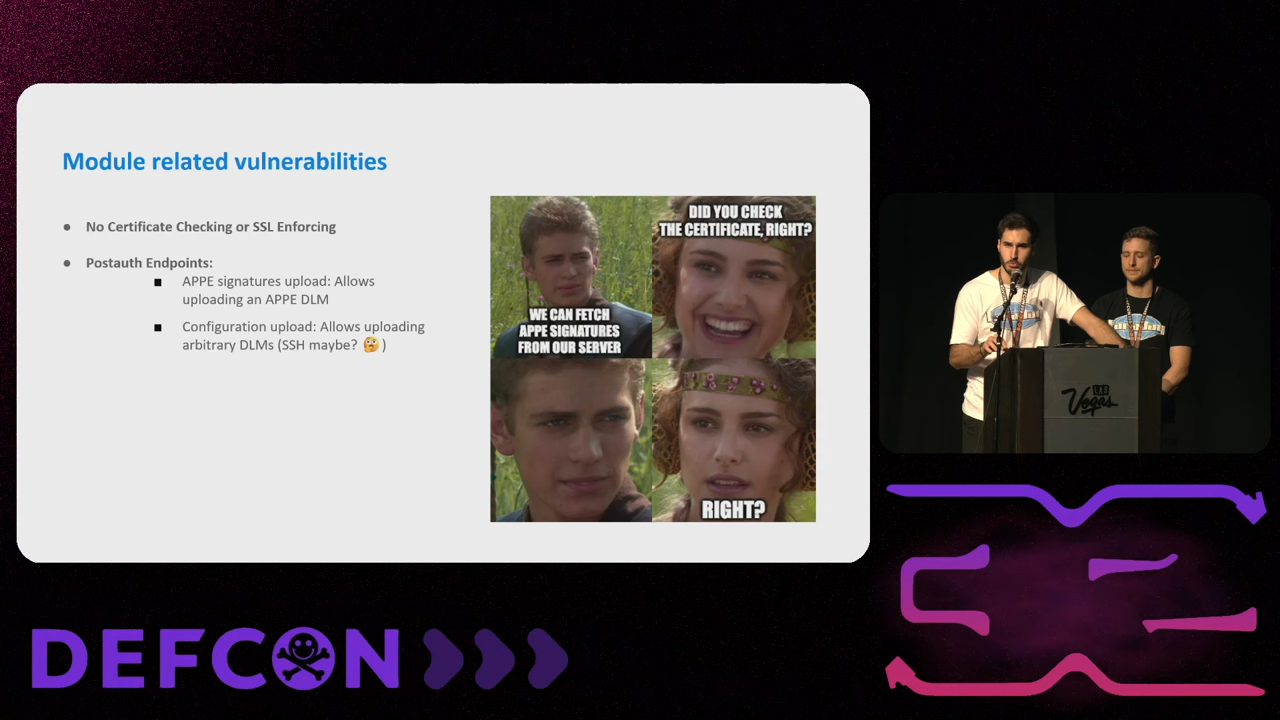 Module related vulnerabilities
● No Certificate Checking or SSL Enforcing
● Postauth Endpoints:
■ APPE signatures upload: Allows
uploading an APPE DLM
■ Configuration upload: Allows uploading
arbitrary DLMs (SSH maybe? 🤔)
DID YOU CHECK
THE CERTIFICATE, RIGHT?
WE CAN FETCH
APPE SIGNATURES
FROM OUR SERVER
RIGHT?
LAS
Vegas
DEFCON